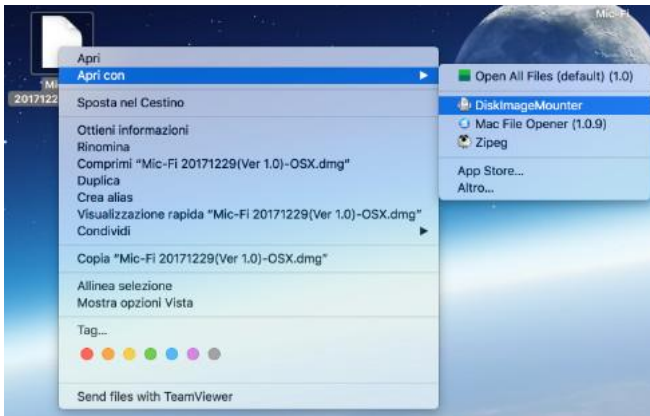 Mic-Fi
Mi
2017122
Apri
Apri con
Sposta nel Cestino
Ottieni informazioni
Rinomina
Comprimi “Mic-Fi 20171229(Ver 1.0)-OSX.dmg”
Duplica
Crea alias
Visualizzazione rapida “Mic-Fi 20171229(Ver 1.0)-OSX.dmg”
Condividi
Copia “Mic-Fi 20171229(Ver 1.0)-OSX.dmg”
Allinea selezione
Mostra opzioni Vista
Tag...
Send files with TeamViewer
Open All Files (default) (1.0)
DiskImageMounter
Mac File Opener (1.0.9)
Zipeg
App Store...
Altro...